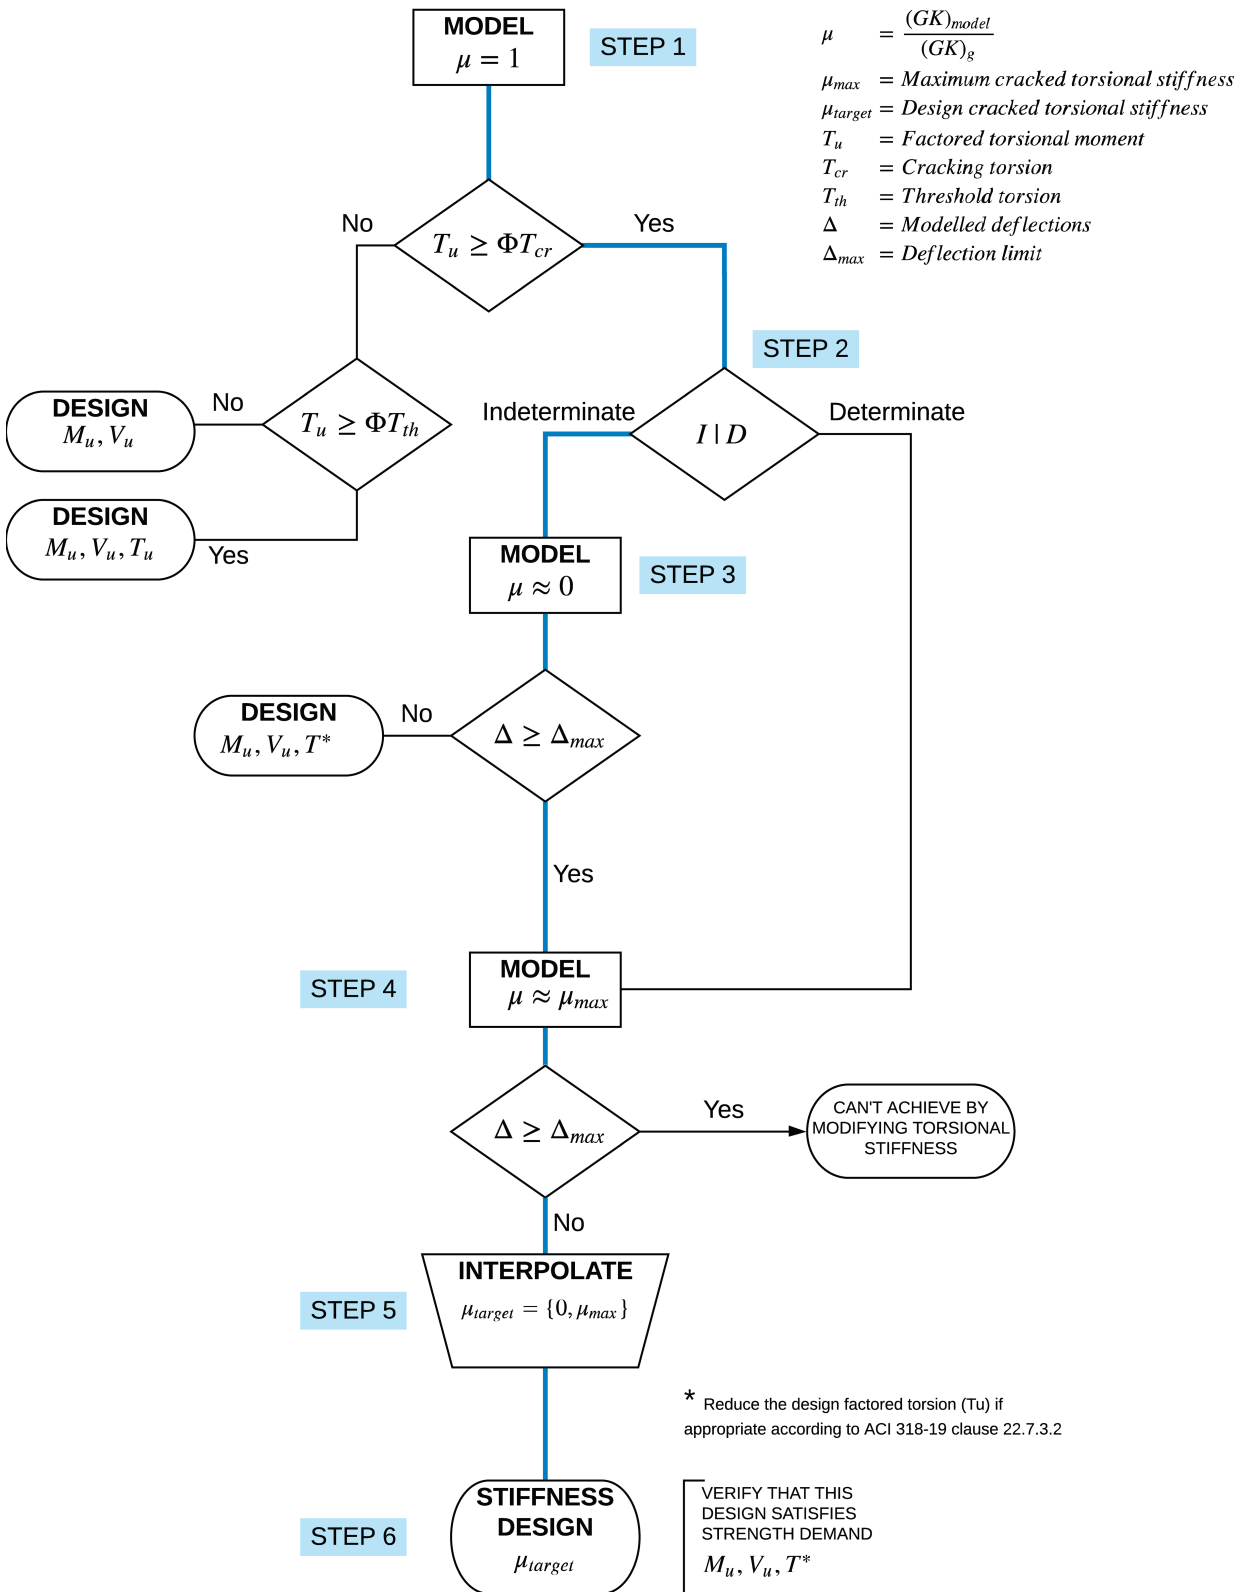 MODEL
μ = 1
STEP 1
μ = (GK)model / (GK)g
μmax = Maximum cracked torsional stiffness
μtarget = Design cracked torsional stiffness
Tu = Factored torsional moment
Tcr = Cracking torsion
Tth = Threshold torsion
Δ = Modelled deflections
Δmax = Deflection limit
No
Yes
Tu ≥ ΦTcr
STEP 2
Indeterminate
Determinate
I | D
No
Tu ≥ ΦTth
DESIGN
Mu, Vu
DESIGN
Mu, Vu, Tu
Yes
MODEL
μ ≈ 0
STEP 3
DESIGN
Mu, Vu, T*
No
Δ ≥ Δmax
Yes
STEP 4
MODEL
μ ≈ μmax
Δ ≥ Δmax
Yes
CAN'T ACHIEVE BY
MODIFYING TORSIONAL
STIFFNESS
No
STEP 5
INTERPOLATE
μtarget = {0, μmax}
* Reduce the design factored torsion (Tu) if
appropriate according to ACI 318-19 clause 22.7.3.2
STEP 6
STIFFNESS
DESIGN
μtarget
VERIFY THAT THIS
DESIGN SATISFIES
STRENGTH DEMAND
Mu, Vu, T*